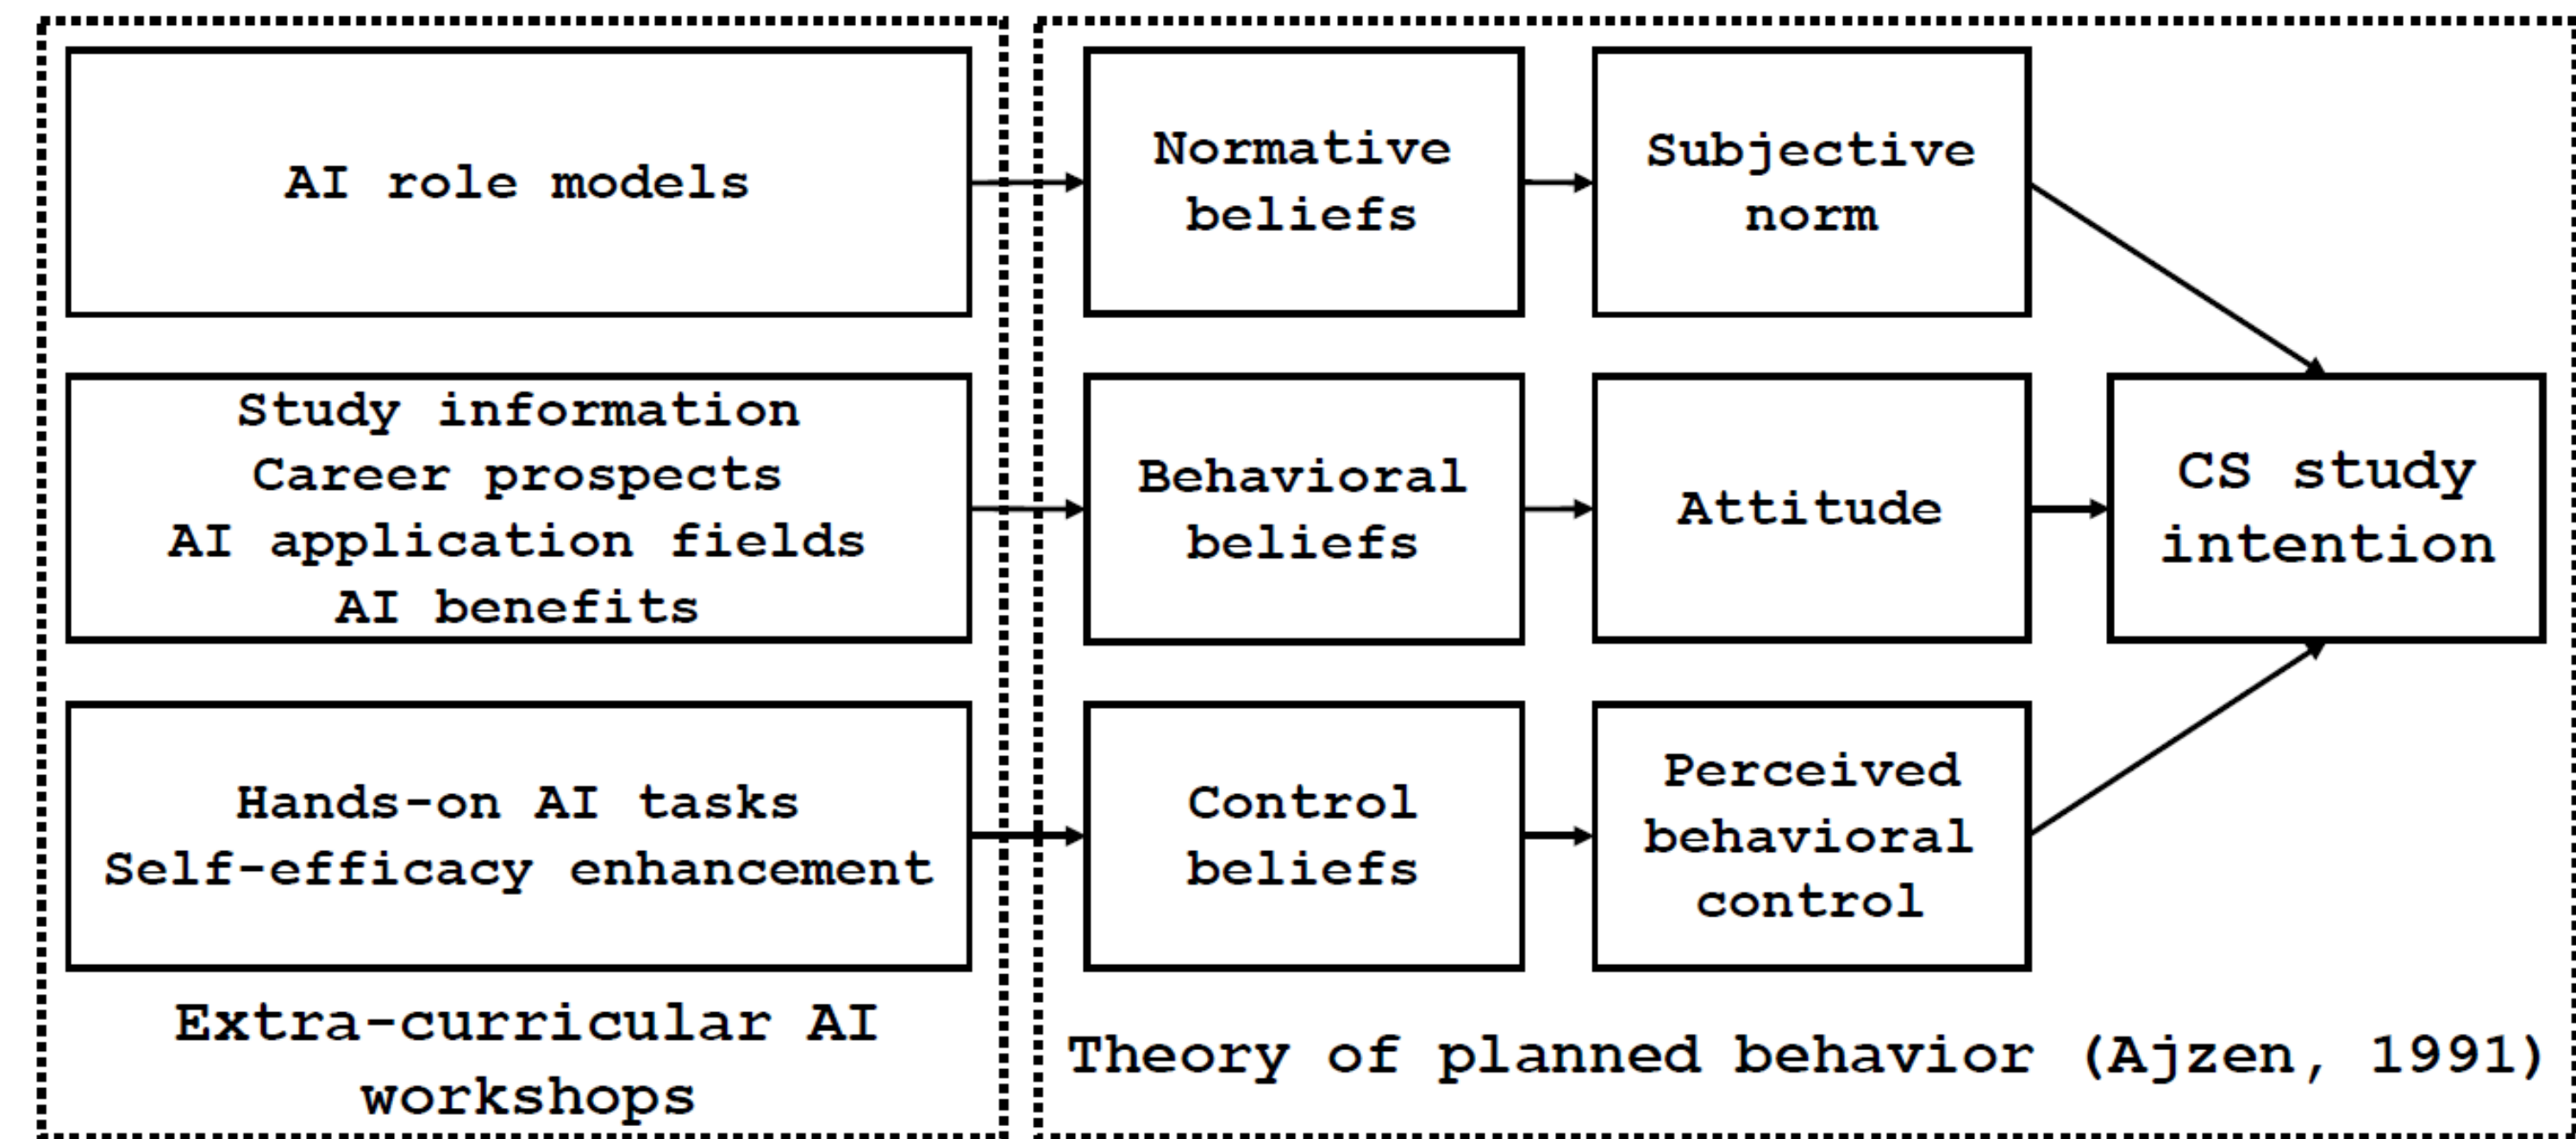 AI role models
Normative
beliefs
Subjective
norm
Study information
Career prospects
AI application fields
AI benefits
Behavioral
beliefs
Attitude
CS study
intention
Hands-on AI tasks
Self-efficacy enhancement
Control
beliefs
Perceived
behavioral
control
Extra-curricular AI
workshops
Theory of planned behavior (Ajzen, 1991)